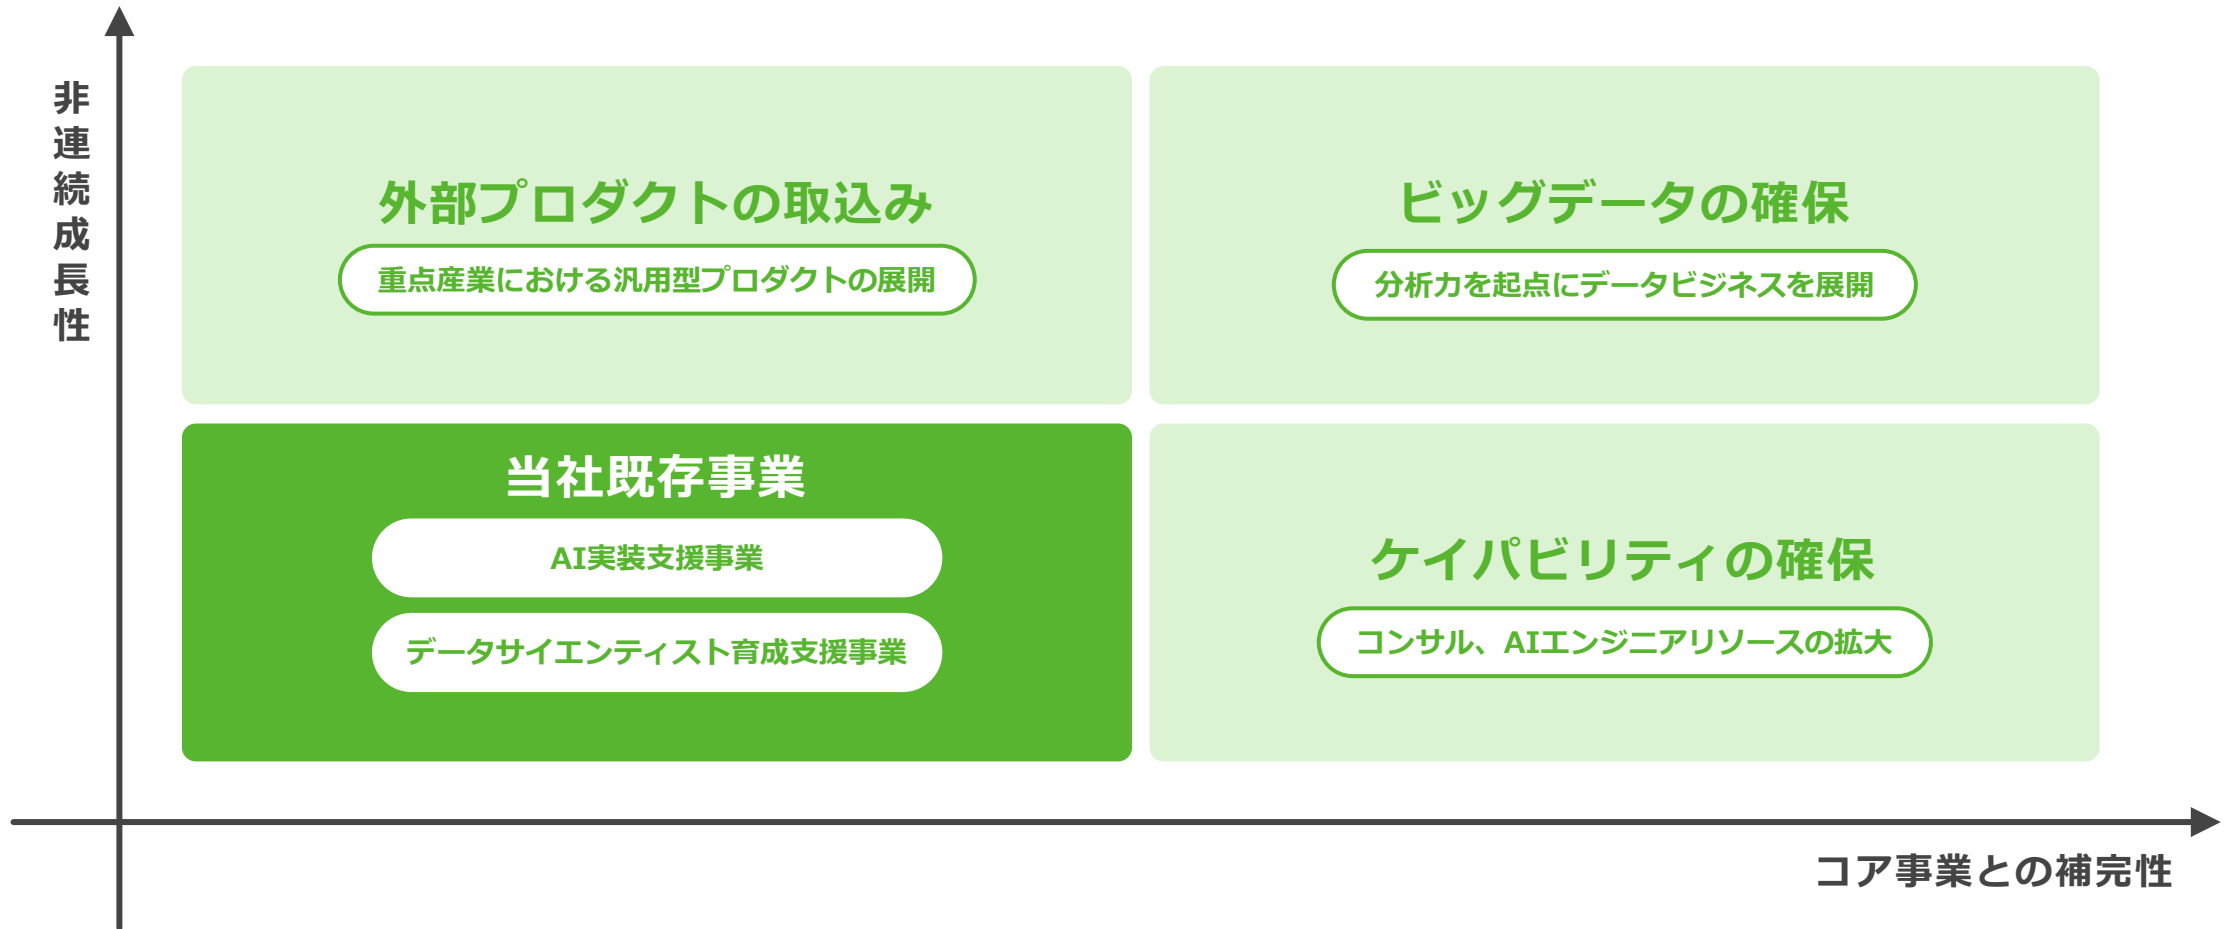 非連続成長性
外部プロダクトの取込み
重点産業における汎用型プロダクトの展開
ビッグデータの確保
分析力を起点にデータビジネスを展開
当社既存事業
AI実装支援事業
データサイエンティスト育成支援事業
ケイパビリティの確保
コンサル、AIエンジニアリソースの拡大
コア事業との補完性